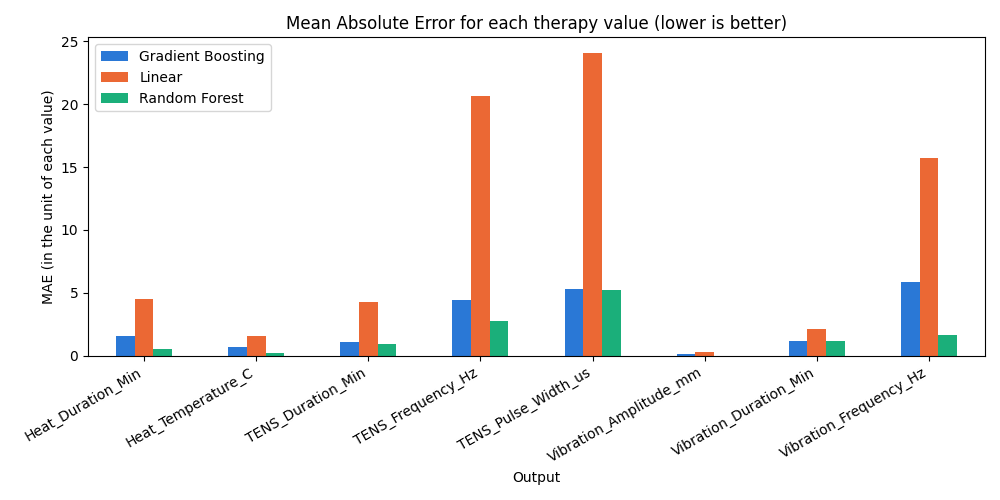 Mean Absolute Error for each therapy value (lower is better)
Gradient Boosting
Linear
Random Forest
MAE (in the unit of each value)
25
20
15
10
5
0
Heat_Duration_Min
Heat_Temperature_C
TENS_Duration_Min
TENS_Frequency_Hz
TENS_Pulse_Width_us
Vibration_Amplitude_mm
Vibration_Duration_Min
Vibration_Frequency_Hz
Output